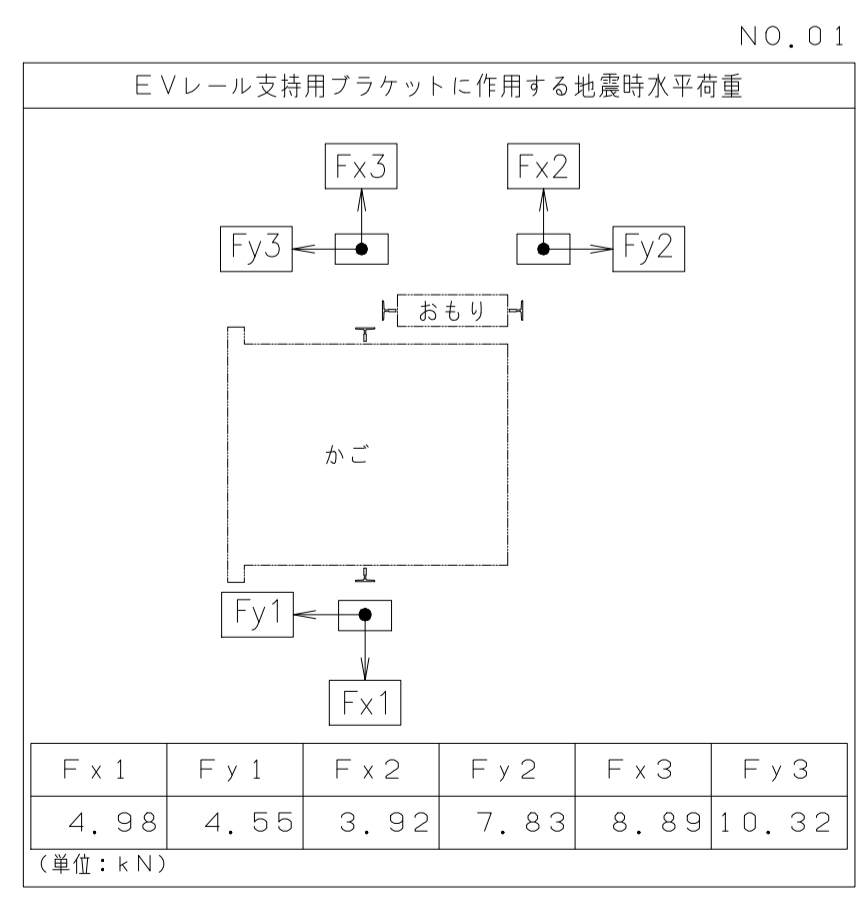 NO.01
EVレール支持用ブラケットに作用する地震時水平荷重
Fx3 Fx2
Fy3 Fy2
おもり
かご
Fy1
Fx1
Fx1 Fy1 Fx2 Fy2 Fx3 Fy3
4.98 4.55 3.92 7.83 8.89 10.32
(単位:kN)